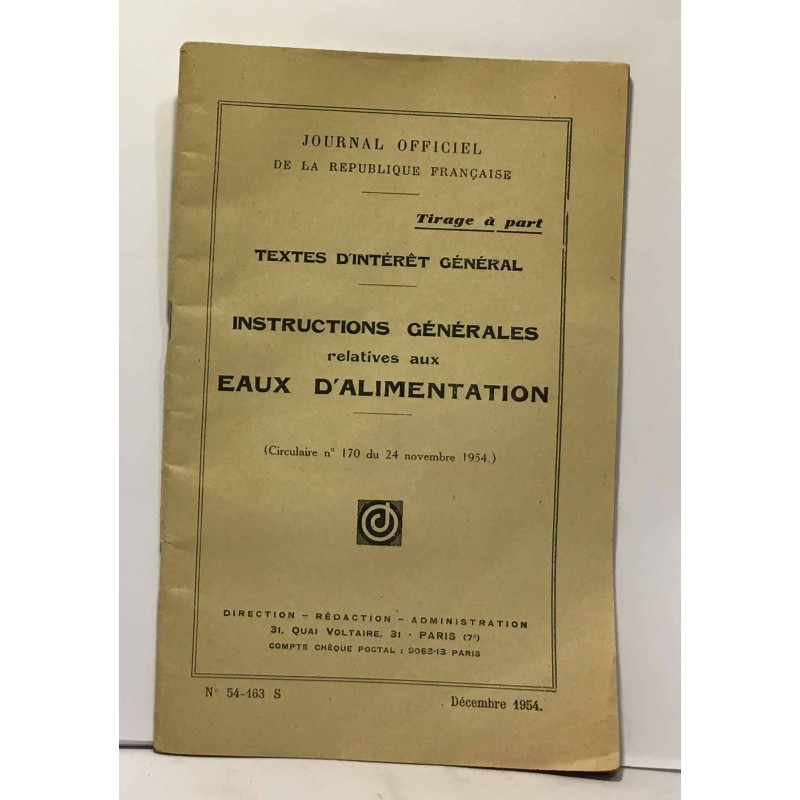 JOURNAL OFFICIEL
DE LA REPUBLIQUE FRANÇAISE
Tirage à part
TEXTES D'INTÉRÊT GÉNÉRAL
INSTRUCTIONS GÉNÉRALES
relatives aux
EAUX D'ALIMENTATION
(Circulaire n° 170 du 24 novembre 1954.)
DIRECTION - RÉDACTION - ADMINISTRATION
31, QUAI VOLTAIRE, 31 - PARIS (7e)
COMPTE CHÈQUE POSTAL : 9063-13 PARIS
N° 54-163 S
Décembre 1954.